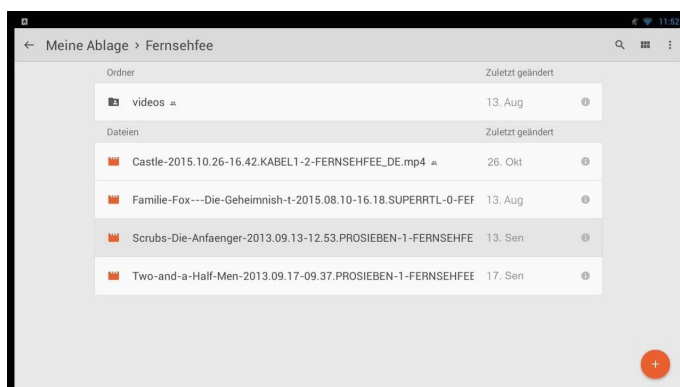 11:52
Meine Ablage > Fernsehfee
Ordner Zuletzt geändert
videos 13. Aug
Dateien Zuletzt geändert
Castle-2015.10.26-16.42.KABEL1-2-FERNSEHFEE_DE.mp4 26. Okt
Familie-Fox---Die-Geheimnish-t-2015.08.10-16.18.SUPERRTL-0-FEF 13. Aug
Scrubs-Die-Anfaenger-2013.09.13-12.53.PROSIEBEN-1-FERNSEHFE 13. Sen
Two-and-a-Half-Men-2013.09.17-09.37.PROSIEBEN-1-FERNSEHFEE 17. Sen